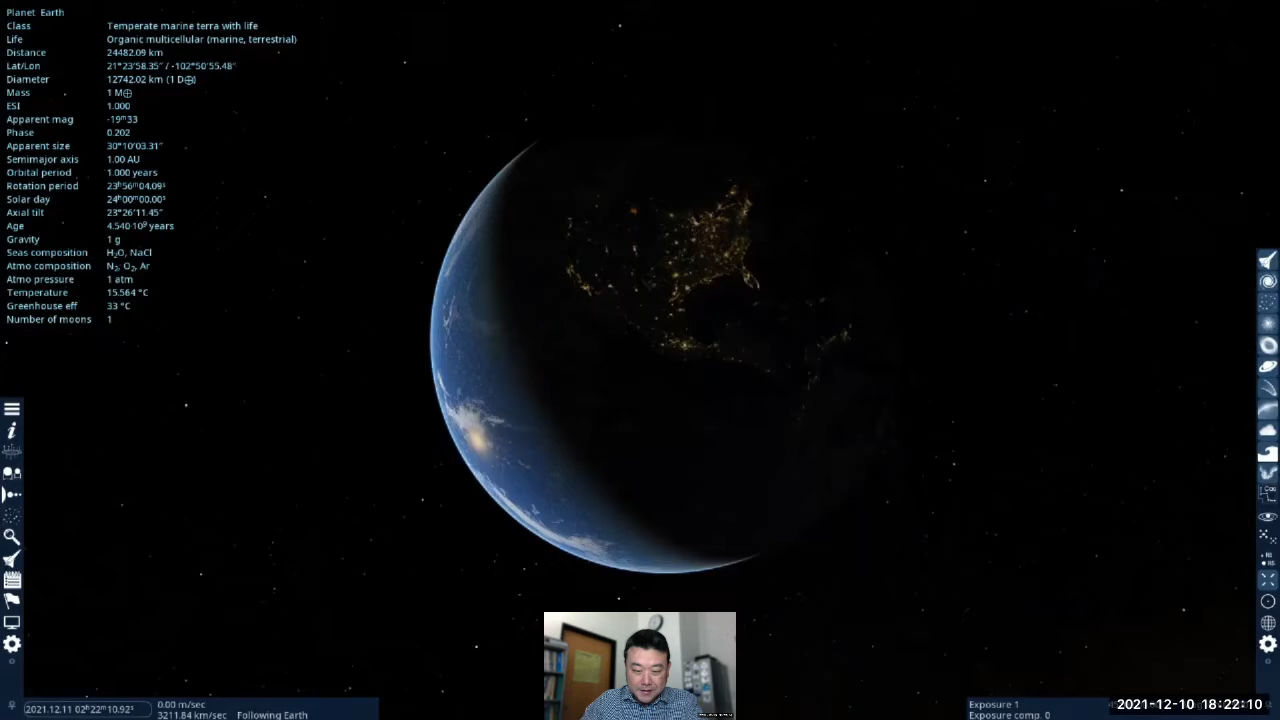 Planet Earth
Class Temperate marine terra with life
Life Organic multicellular (marine, terrestrial)
Distance 24482.09 km
Lat/Lon 21°23'58.35" / -102°50'55.48"
Diameter 12742.02 km (1 D⊕)
Mass 1 M⊕
ESI 1.000
Apparent mag -19ᵐ33
Phase 0.202
Apparent size 30°10'03.31"
Semimajor axis 1.00 AU
Orbital period 1.000 years
Rotation period 23ʰ56ᵐ04.09ˢ
Solar day 24ʰ00ᵐ00.00ˢ
Axial tilt 23°26'11.45"
Age 4.540·10⁹ years
Gravity 1 g
Seas composition H₂O, NaCl
Atmo composition N₂, O₂, Ar
Atmo pressure 1 atm
Temperature 15.564 °C
Greenhouse eff 33 °C
Number of moons 1
2021.12.11 02ʰ22ᵐ10.92ˢ
0.00 m/sec
3211.84 km/sec Following Earth
Exposure 1
Exposure comp. 0
2021-12-10 18:22:10